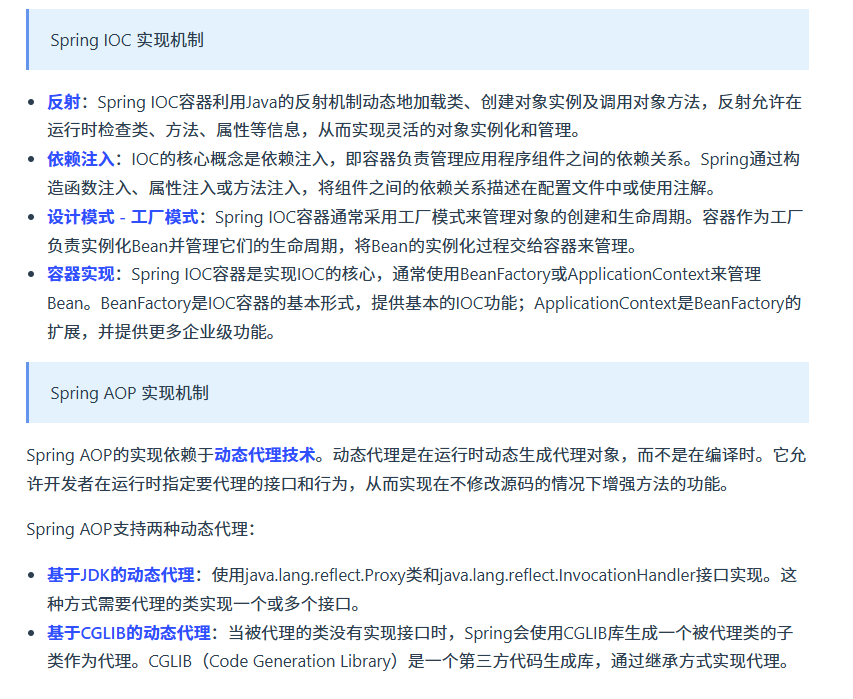 Spring IOC 实现机制
反射：Spring IOC容器利用Java的反射机制动态地加载类、创建对象实例及调用对象方法，反射允许在
运行时检查类、方法、属性等信息，从而实现灵活的对象实例化和管理。
依赖注入：IOC的核心概念是依赖注入，即容器负责管理应用程序组件之间的依赖关系。Spring通过构
造函数注入、属性注入或方法注入，将组件之间的依赖关系描述在配置文件中或使用注解。
设计模式 - 工厂模式：Spring IOC容器通常采用工厂模式来管理对象的创建和生命周期。容器作为工厂
负责实例化Bean并管理它们的生命周期，将Bean的实例化过程交给容器来管理。
容器实现：Spring IOC容器是实现IOC的核心，通常使用BeanFactory或ApplicationContext来管理
Bean。BeanFactory是IOC容器的基本形式，提供基本的IOC功能；ApplicationContext是BeanFactory的
扩展，并提供更多企业级功能。
Spring AOP 实现机制
Spring AOP的实现依赖于动态代理技术。动态代理是在运行时动态生成代理对象，而不是在编译时。它允
许开发者在运行时指定要代理的接口和行为，从而实现在不修改源码的情况下增强方法的功能。
Spring AOP支持两种动态代理：
基于JDK的动态代理：使用java.lang.reflect.Proxy类和java.lang.reflect.InvocationHandler接口实现。这
种方式需要代理的类实现一个或多个接口。
基于CGLIB的动态代理：当被代理的类没有实现接口时，Spring会使用CGLIB库生成一个被代理类的子
类作为代理。CGLIB（Code Generation Library）是一个第三方代码生成库，通过继承方式实现代理。